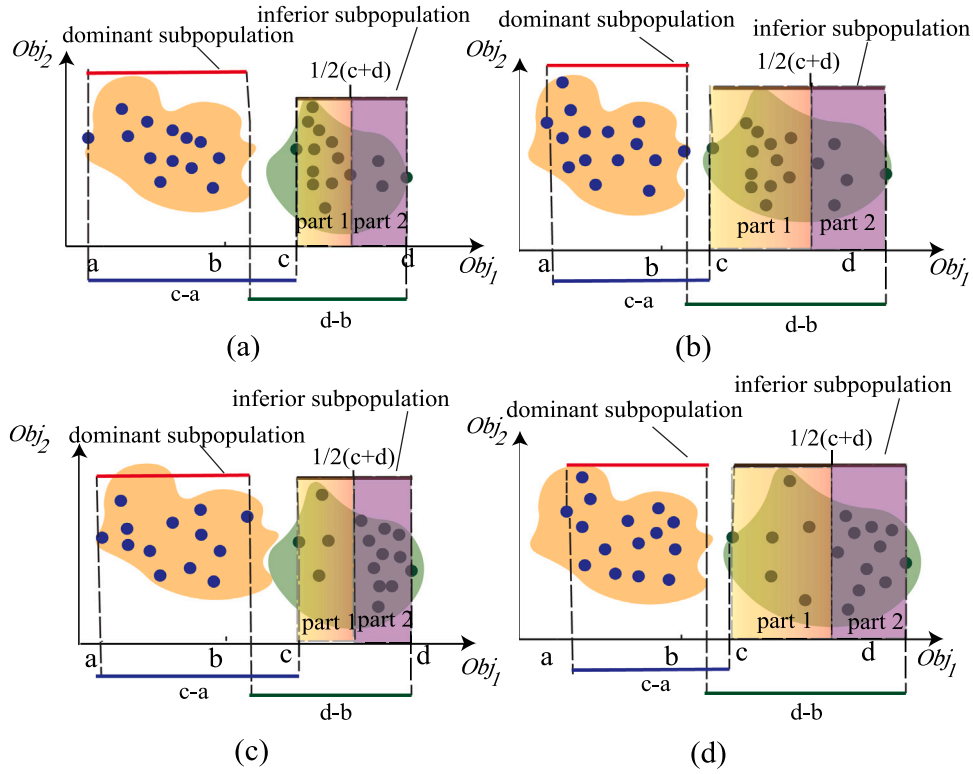 inferior subpopulation
dominant subpopulation
Obj2
1/2(c+d)
part 1 part 2
a b c d
Obj1
c-a
d-b
(a)
inferior subpopulation
dominant subpopulation
Obj2
1/2(c+d)
part 1 part 2
a b c d
Obj1
c-a
d-b
(b)
inferior subpopulation
Obj2
dominant subpopulation
1/2(c+d)
part 1 part 2
a b c d
Obj1
c-a
d-b
(c)
inferior subpopulation
dominant subpopulation
Obj2
1/2(c+d)
part 1 part 2
a b c d
Obj1
c-a
d-b
(d)